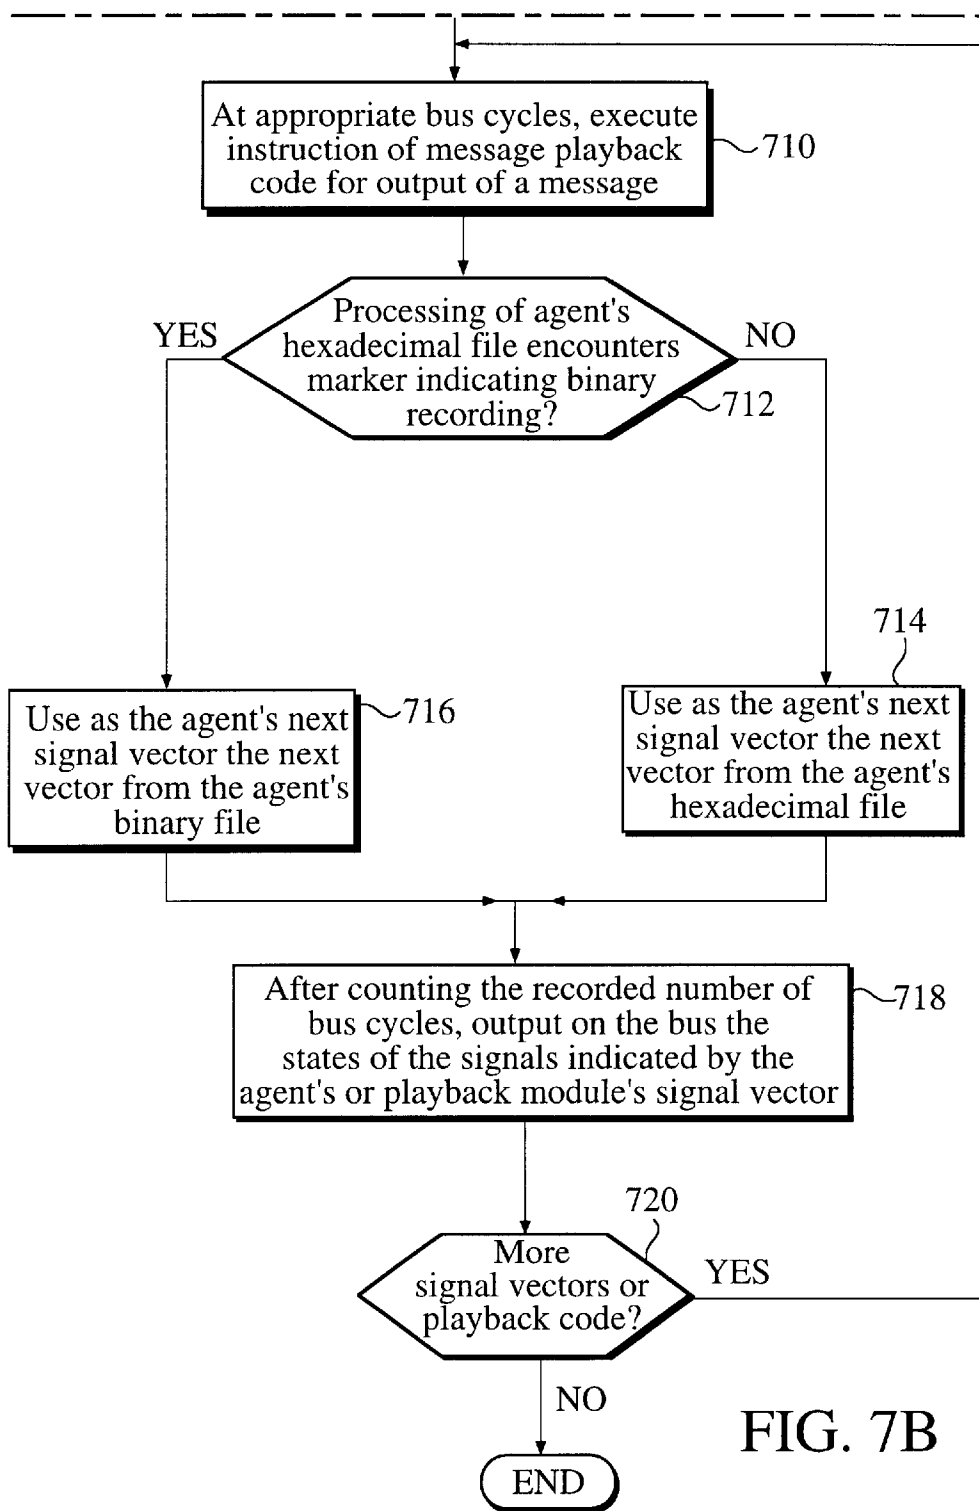 At appropriate bus cycles, execute
instruction of message playback
code for output of a message
710
Processing of agent's
hexadecimal file encounters
marker indicating binary
recording?
YES
NO
712
714
716
Use as the agent's next
signal vector the next
vector from the agent's
binary file
Use as the agent's next
signal vector the next
vector from the agent's
hexadecimal file
After counting the recorded number of
bus cycles, output on the bus the
states of the signals indicated by the
agent's or playback module's signal vector
718
720
More
signal vectors or
playback code?
YES
NO
END
FIG. 7B